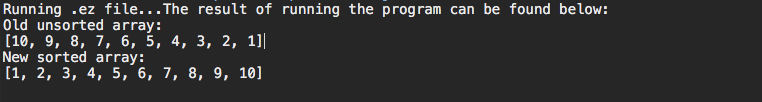 Running .ez file...The result of running the program can be found below:
Old unsorted array:
[10, 9, 8, 7, 6, 5, 4, 3, 2, 1]
New sorted array:
[1, 2, 3, 4, 5, 6, 7, 8, 9, 10]